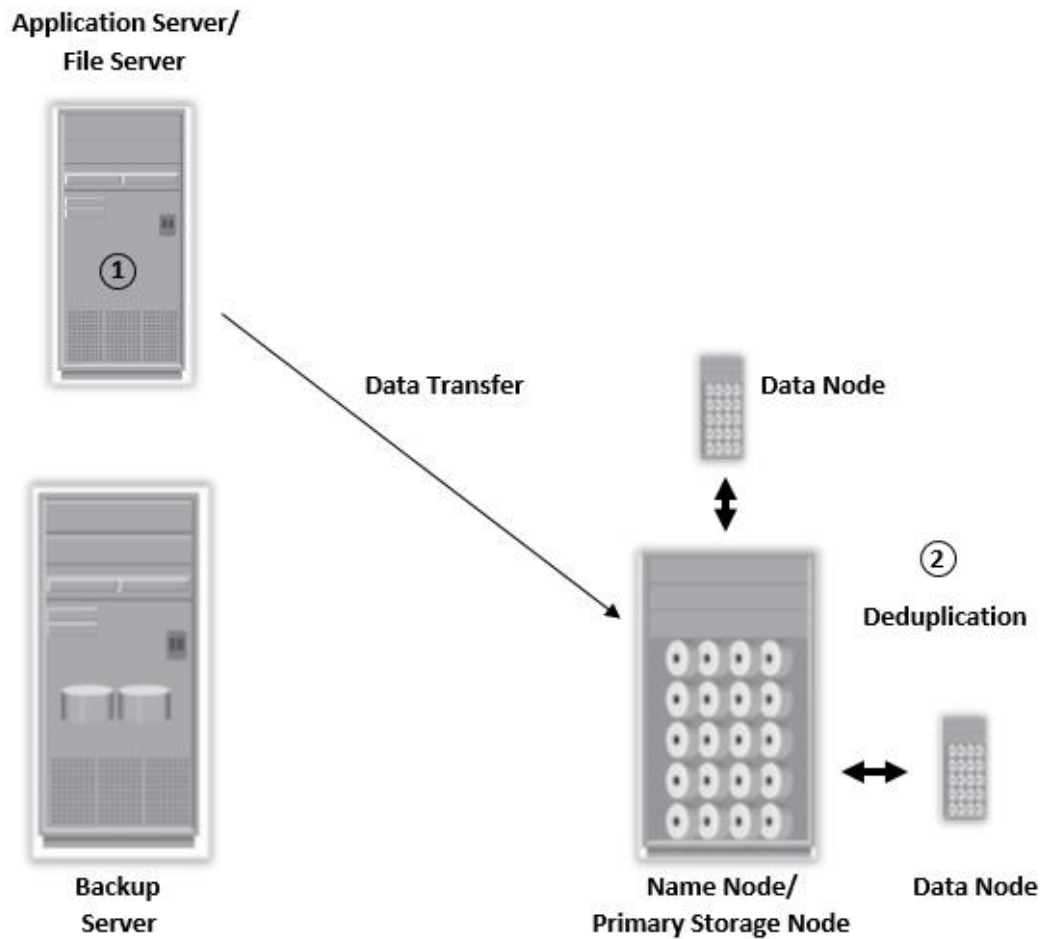 Application Server/
File Server
1
Data Transfer
Data Node
2
Deduplication
Backup
Server
Name Node/
Primary Storage Node
Data Node